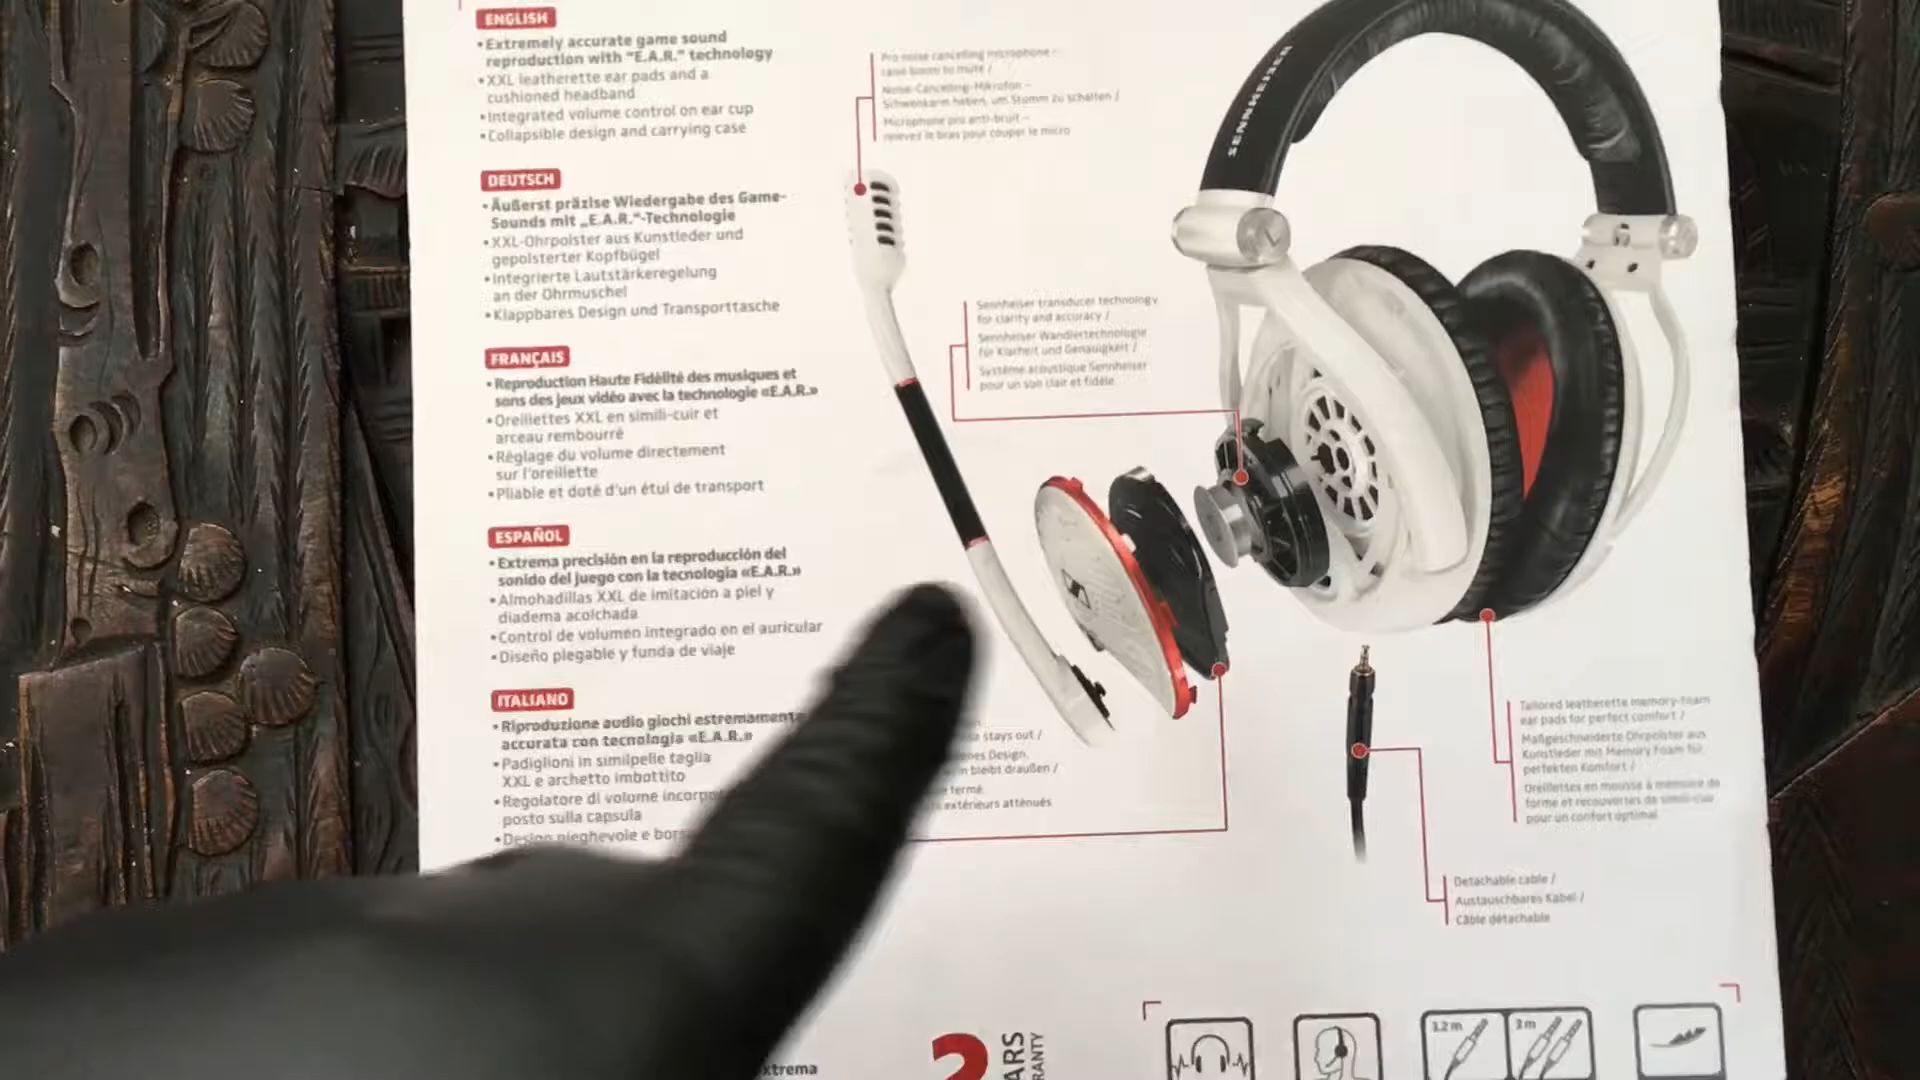 ENGLISH
•Extremely accurate game sound
reproduction with "E.A.R." technology
•XXL leatherette ear pads and a
cushioned headband
•Integrated volume control on ear cup
•Collapsible design and carrying case
DEUTSCH
•Äußerst präzise Wiedergabe des Game-
Sounds mit „E.A.R."-Technologie
•XXL-Ohrpolster aus Kunstleder und
gepolsterter Kopfbügel
•Integrierte Lautstärkeregelung
an der Ohrmuschel
•Klappbares Design und Transporttasche
FRANÇAIS
•Reproduction Haute Fidélité des musiques et
sons des jeux vidéo avec la technologie «E.A.R.»
•Oreillettes XXL en simili-cuir et
arceau rembourré
•Réglage du volume directement
sur l'oreillette
•Pliable et doté d'un étui de transport
ESPAÑOL
•Extrema precisión en la reproducción del
sonido del juego con la tecnología «E.A.R.»
•Almohadillas XXL de imitación a piel y
diadema acolchada
•Control de volumen integrado en el auricular
•Diseño plegable y funda de viaje
ITALIANO
•Riproduzione audio giochi estremamente
accurata con tecnologia «E.A.R.»
•Padiglioni in similpelle taglia
XXL e archetto imbottito
•Regolatore di volume incorpo
posto sulla capsula
•Design pieghevole e borsa
Pro noise cancelling microphone –
raise boom to mute /
Noise-Cancelling-Mikrofon –
Schwenkarm heben, um Stumm zu schalten /
Microphone pro anti-bruit –
relevez le bras pour couper le micro
SENNHEISER
Sennheiser transducer technology
for clarity and accuracy /
Sennheiser Wandlertechnologie
für Klarheit und Genauigkeit /
Système acoustique Sennheiser
pour un son clair et fidèle
stays out /
Design,
bleibt draußen /
fermé
extérieurs atténués
Tailored leatherette memory-foam
ear pads for perfect comfort /
Maßgeschneiderte Ohrpolster aus
Kunstleder mit Memory Foam für
perfekten Komfort /
Oreillettes en mousse à mémoire de
forme et recouvertes de simili-cuir
pour un confort optimal
Detachable cable /
Austauschbares Kabel /
Câble détachable
2
ARS
RANTY
xtrema
1.2 m
3 m